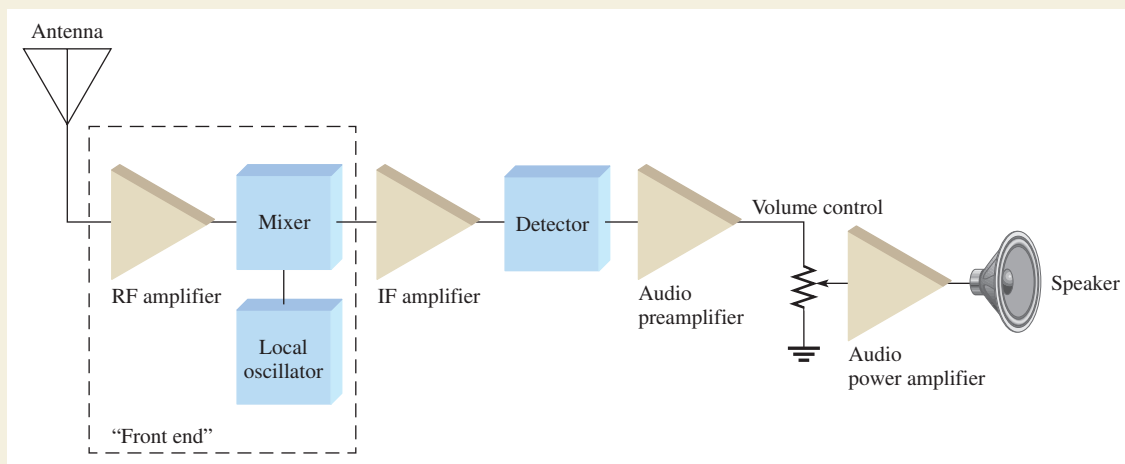 Antenna
RF amplifier
Mixer
Local
oscillator
"Front end"
IF amplifier
Detector
Audio
preamplifier
Volume control
Audio
power amplifier
Speaker